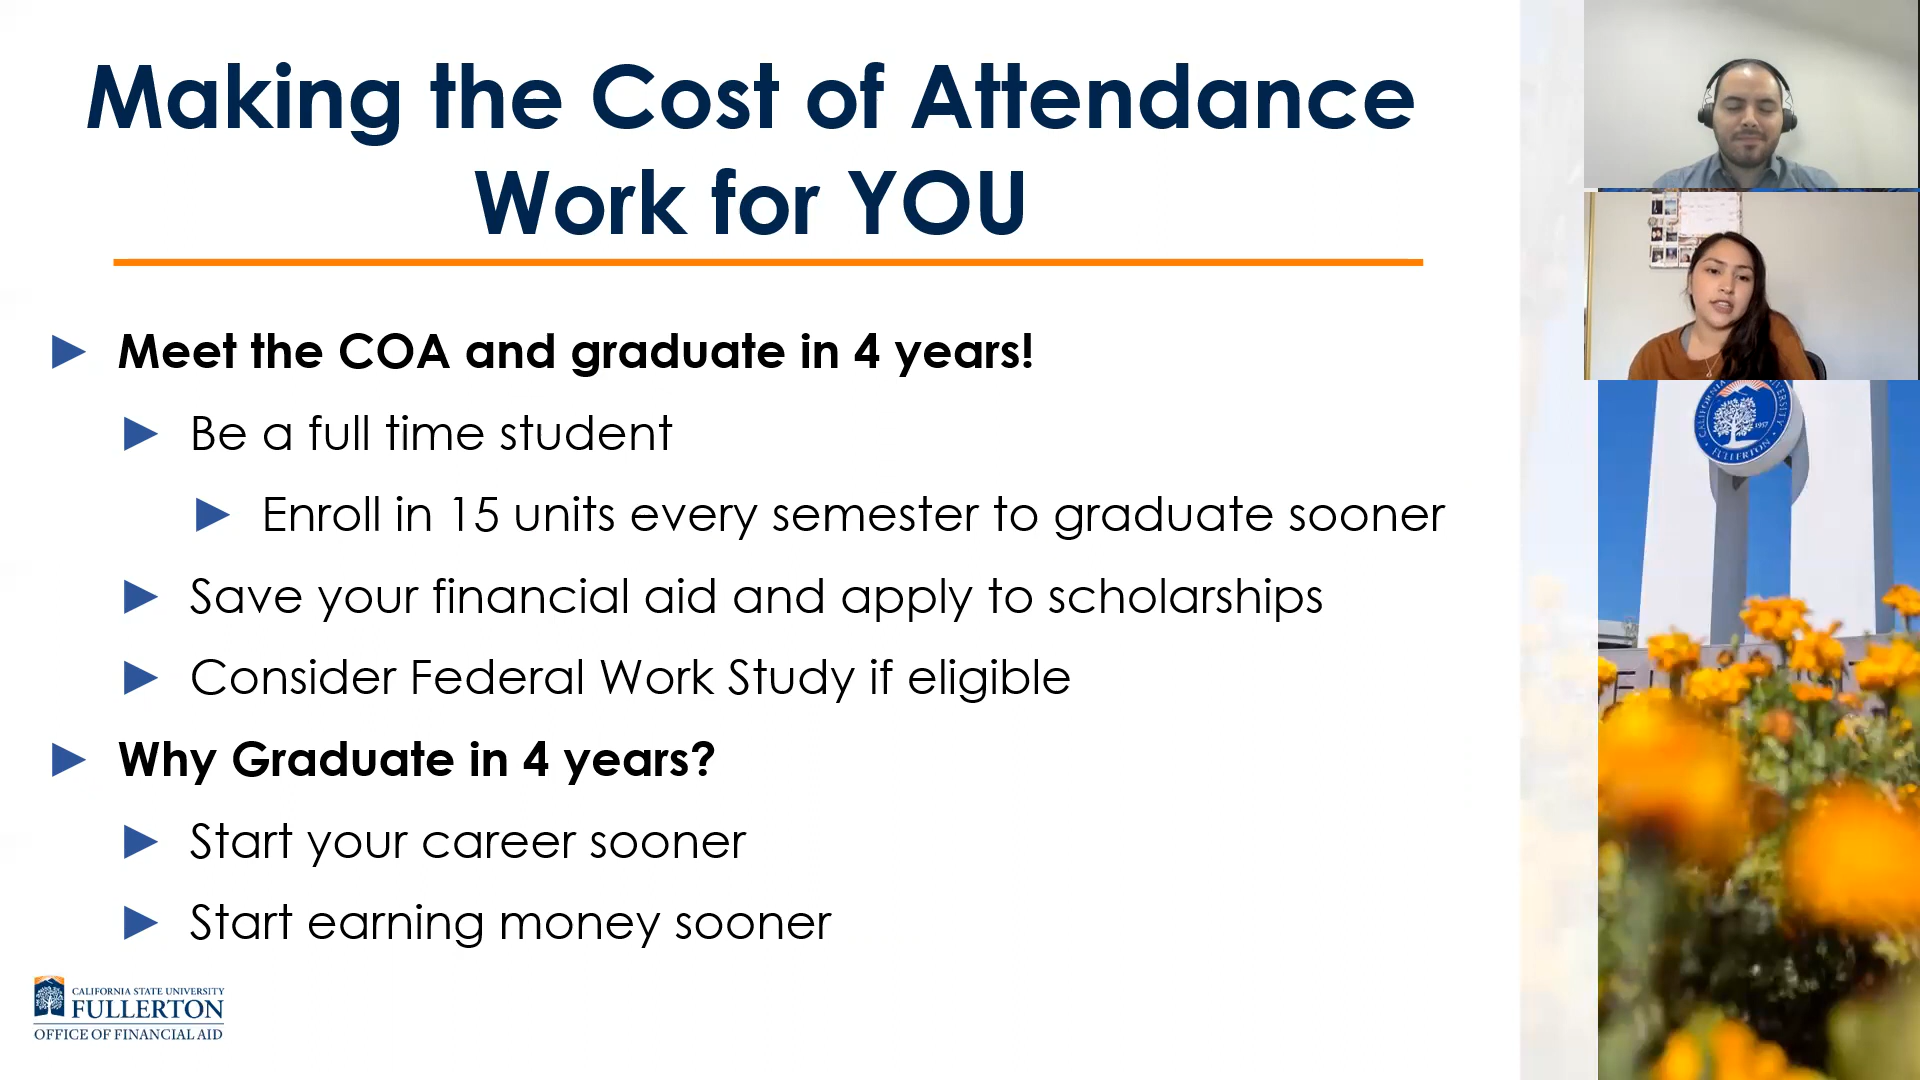 Making the Cost of Attendance
Work for YOU
Meet the COA and graduate in 4 years!
Be a full time student
Enroll in 15 units every semester to graduate sooner
Save your financial aid and apply to scholarships
Consider Federal Work Study if eligible
Why Graduate in 4 years?
Start your career sooner
Start earning money sooner
CALIFORNIA STATE UNIVERSITY
FULLERTON
OFFICE OF FINANCIAL AID
1957
FULLERTON